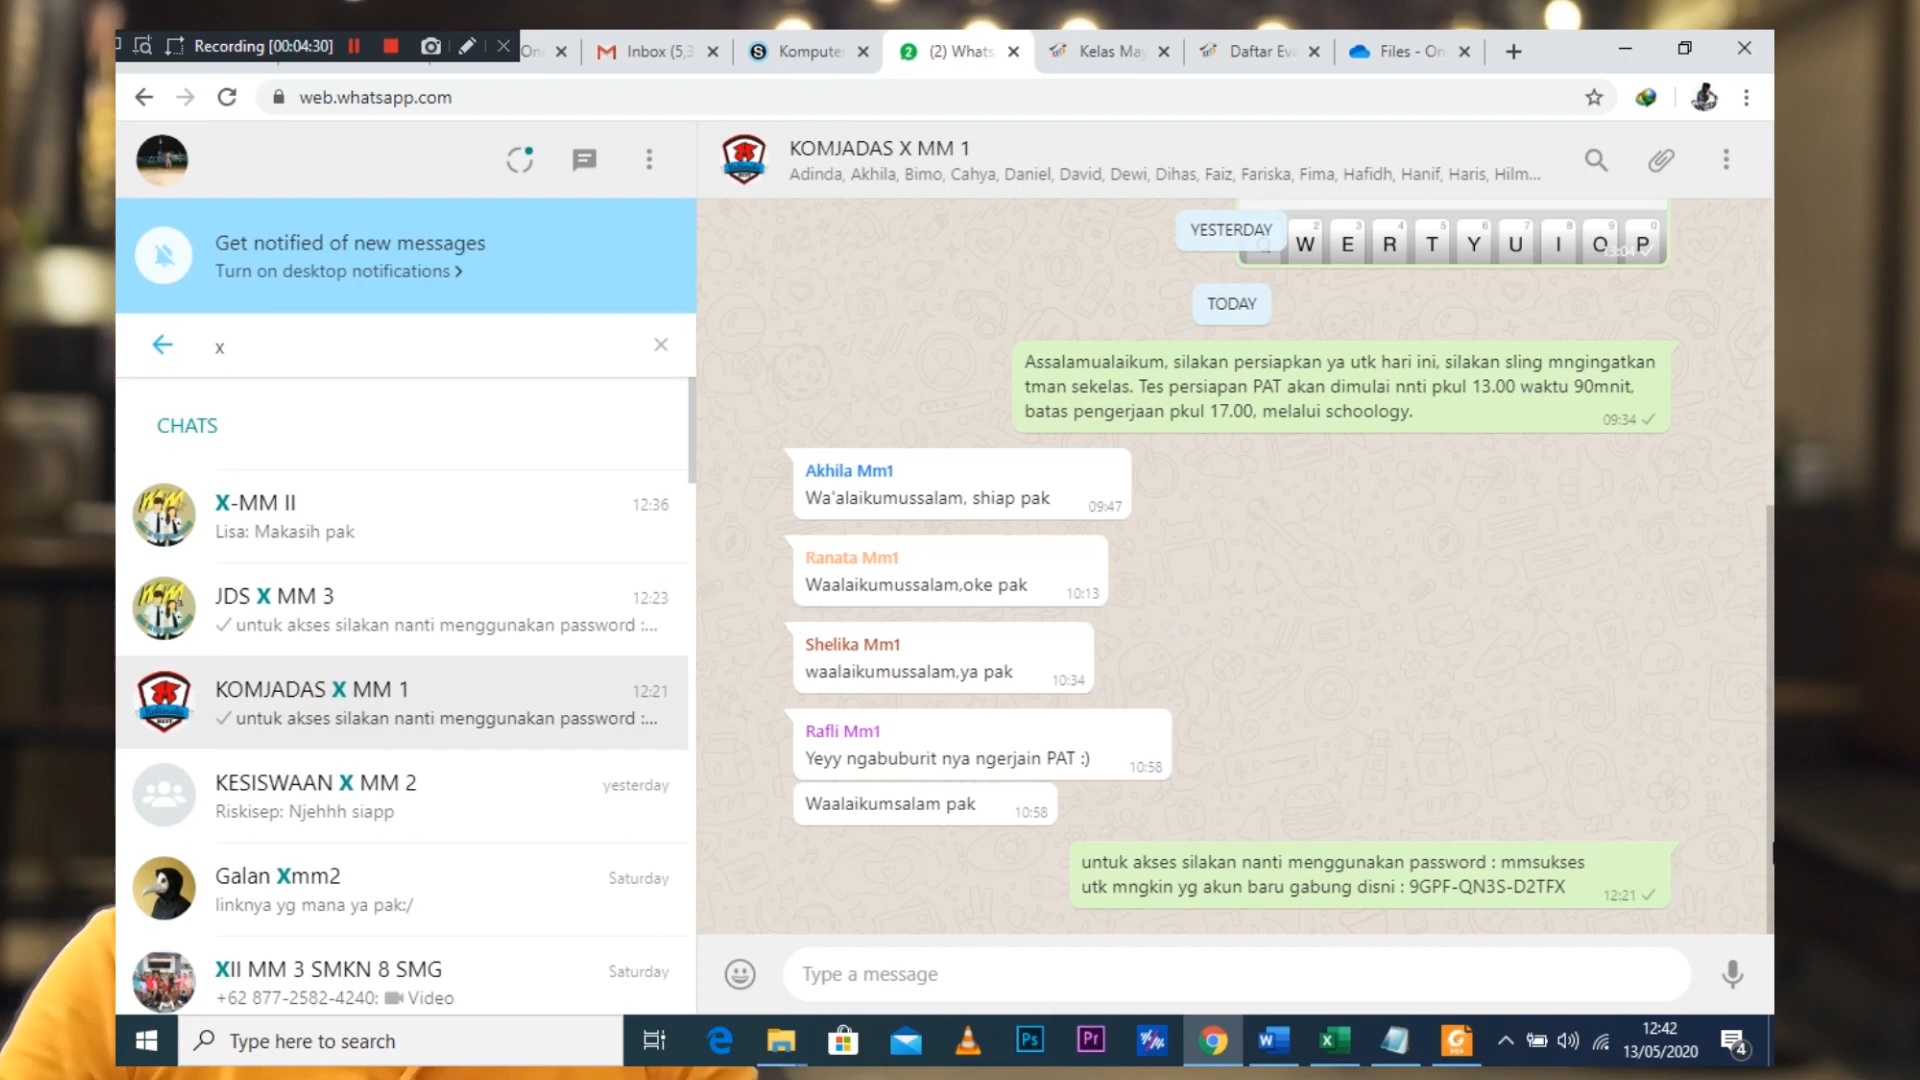 Recording [00:04:30]
Inbox (5,3
Kompute
(2) Whats
Kelas Ma
Daftar Ev
Files - On
web.whatsapp.com
KOMJADAS X MM 1
Adinda, Akhila, Bimo, Cahya, Daniel, David, Dewi, Dihas, Faiz, Fariska, Fima, Hafidh, Hanif, Haris, Hilm...
Get notified of new messages
Turn on desktop notifications
x
CHATS
X-MM II
12:36
Lisa: Makasih pak
JDS X MM 3
12:23
untuk akses silakan nanti menggunakan password :...
KOMJADAS X MM 1
12:21
untuk akses silakan nanti menggunakan password :...
KESISWAAN X MM 2
yesterday
Riskisep: Njehhh siapp
Galan Xmm2
Saturday
linknya yg mana ya pak:/
XII MM 3 SMKN 8 SMG
Saturday
+62 877-2582-4240: Video
YESTERDAY
W E R T Y U I O P
13:04
TODAY
Assalamualaikum, silakan persiapkan ya utk hari ini, silakan sling mngingatkan
tman sekelas. Tes persiapan PAT akan dimulai nnti pkul 13.00 waktu 90mnit,
batas pengerjaan pkul 17.00, melalui schoology.
09:34
Akhila Mm1
Wa'alaikumussalam, shiap pak
09:47
Ranata Mm1
Waalaikumussalam,oke pak
10:13
Shelika Mm1
waalaikumussalam,ya pak
10:34
Rafli Mm1
Yeyy ngabuburit nya ngerjain PAT :)
10:58
Waalaikumsalam pak
10:58
untuk akses silakan nanti menggunakan password : mmsukses
utk mngkin yg akun baru gabung disni : 9GPF-QN3S-D2TFX
12:21
Type a message
Type here to search
Ps
Pr
12:42
13/05/2020
4